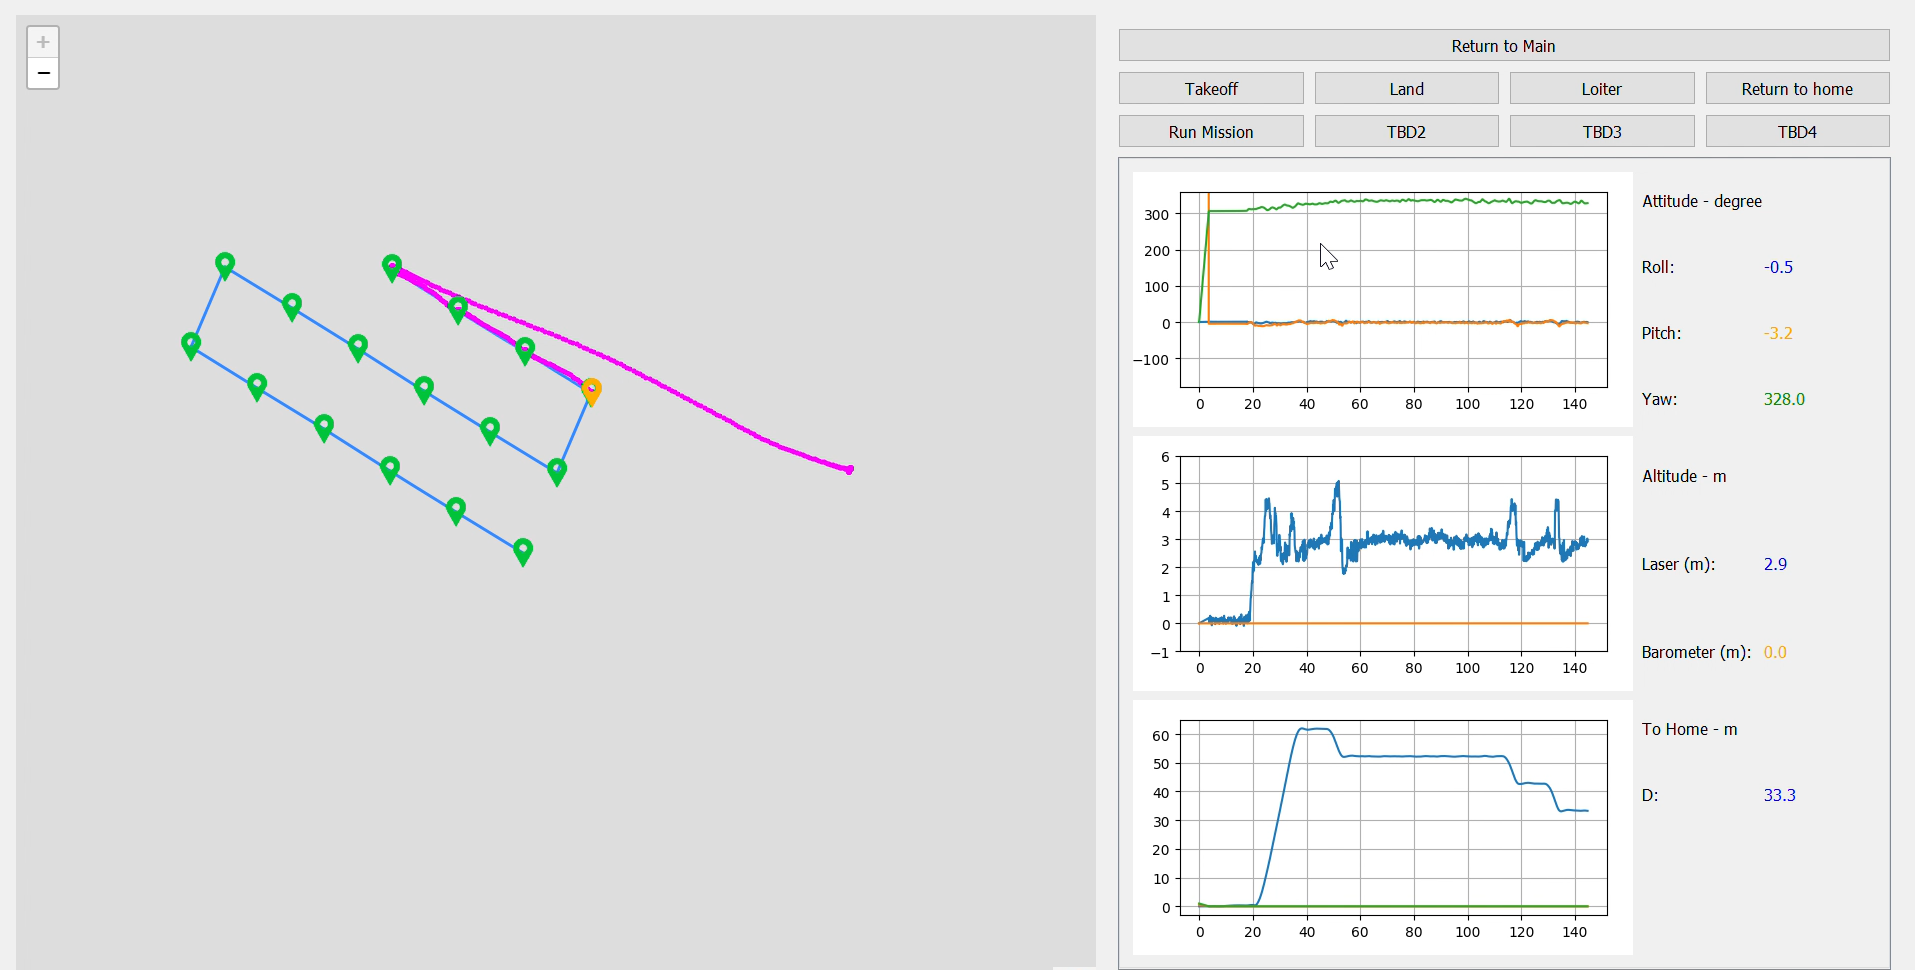 +
−
Return to Main
Takeoff Land Loiter Return to home
Run Mission TBD2 TBD3 TBD4
300
200
100
0
−100
0 20 40 60 80 100 120 140
Attitude - degree
Roll: -0.5
Pitch: -3.2
Yaw: 328.0
6
5
4
3
2
1
0
−1
0 20 40 60 80 100 120 140
Altitude - m
Laser (m): 2.9
Barometer (m): 0.0
60
50
40
30
20
10
0
0 20 40 60 80 100 120 140
To Home - m
D: 33.3